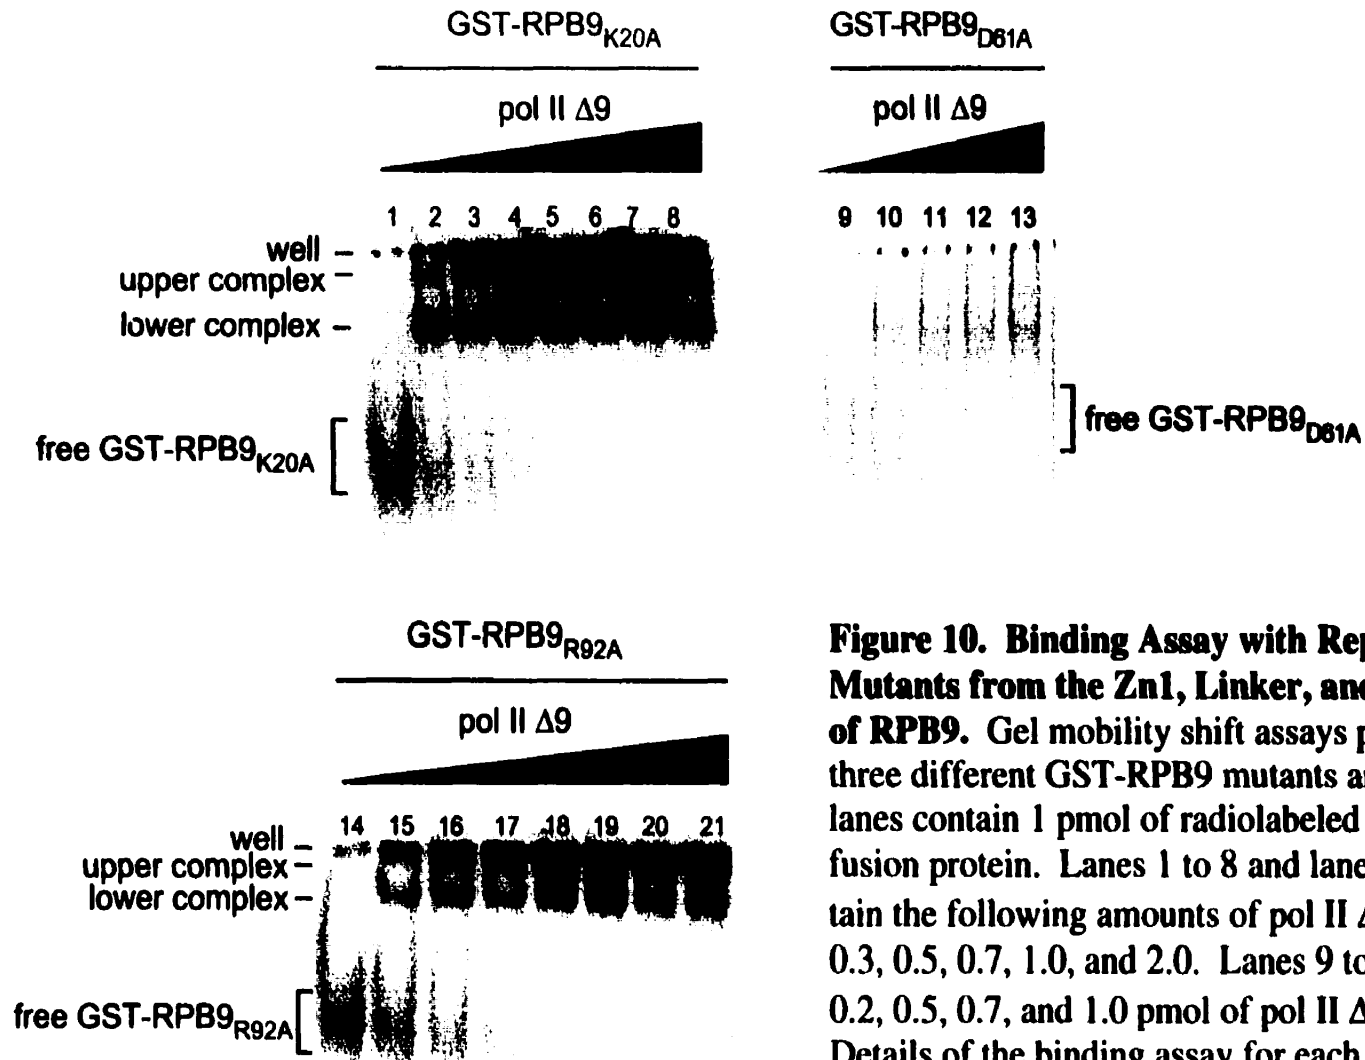 GST-RPB9K20A
GST-RPB9D61A
pol II Δ9
pol II Δ9
1 2 3 4 5 6 7 8
9 10 11 12 13
well
upper complex
lower complex
free GST-RPB9K20A
free GST-RPB9D61A
GST-RPB9R92A
pol II Δ9
14 15 16 17 18 19 20 21
well
upper complex
lower complex
free GST-RPB9R92A
Figure 10. Binding Assay with Rep
Mutants from the Zn1, Linker, and
of RPB9. Gel mobility shift assays p
three different GST-RPB9 mutants a
lanes contain 1 pmol of radiolabeled
fusion protein. Lanes 1 to 8 and lane
tain the following amounts of pol II Δ
0.3, 0.5, 0.7, 1.0, and 2.0. Lanes 9 to
0.2, 0.5, 0.7, and 1.0 pmol of pol II Δ
Details of the binding assay for each